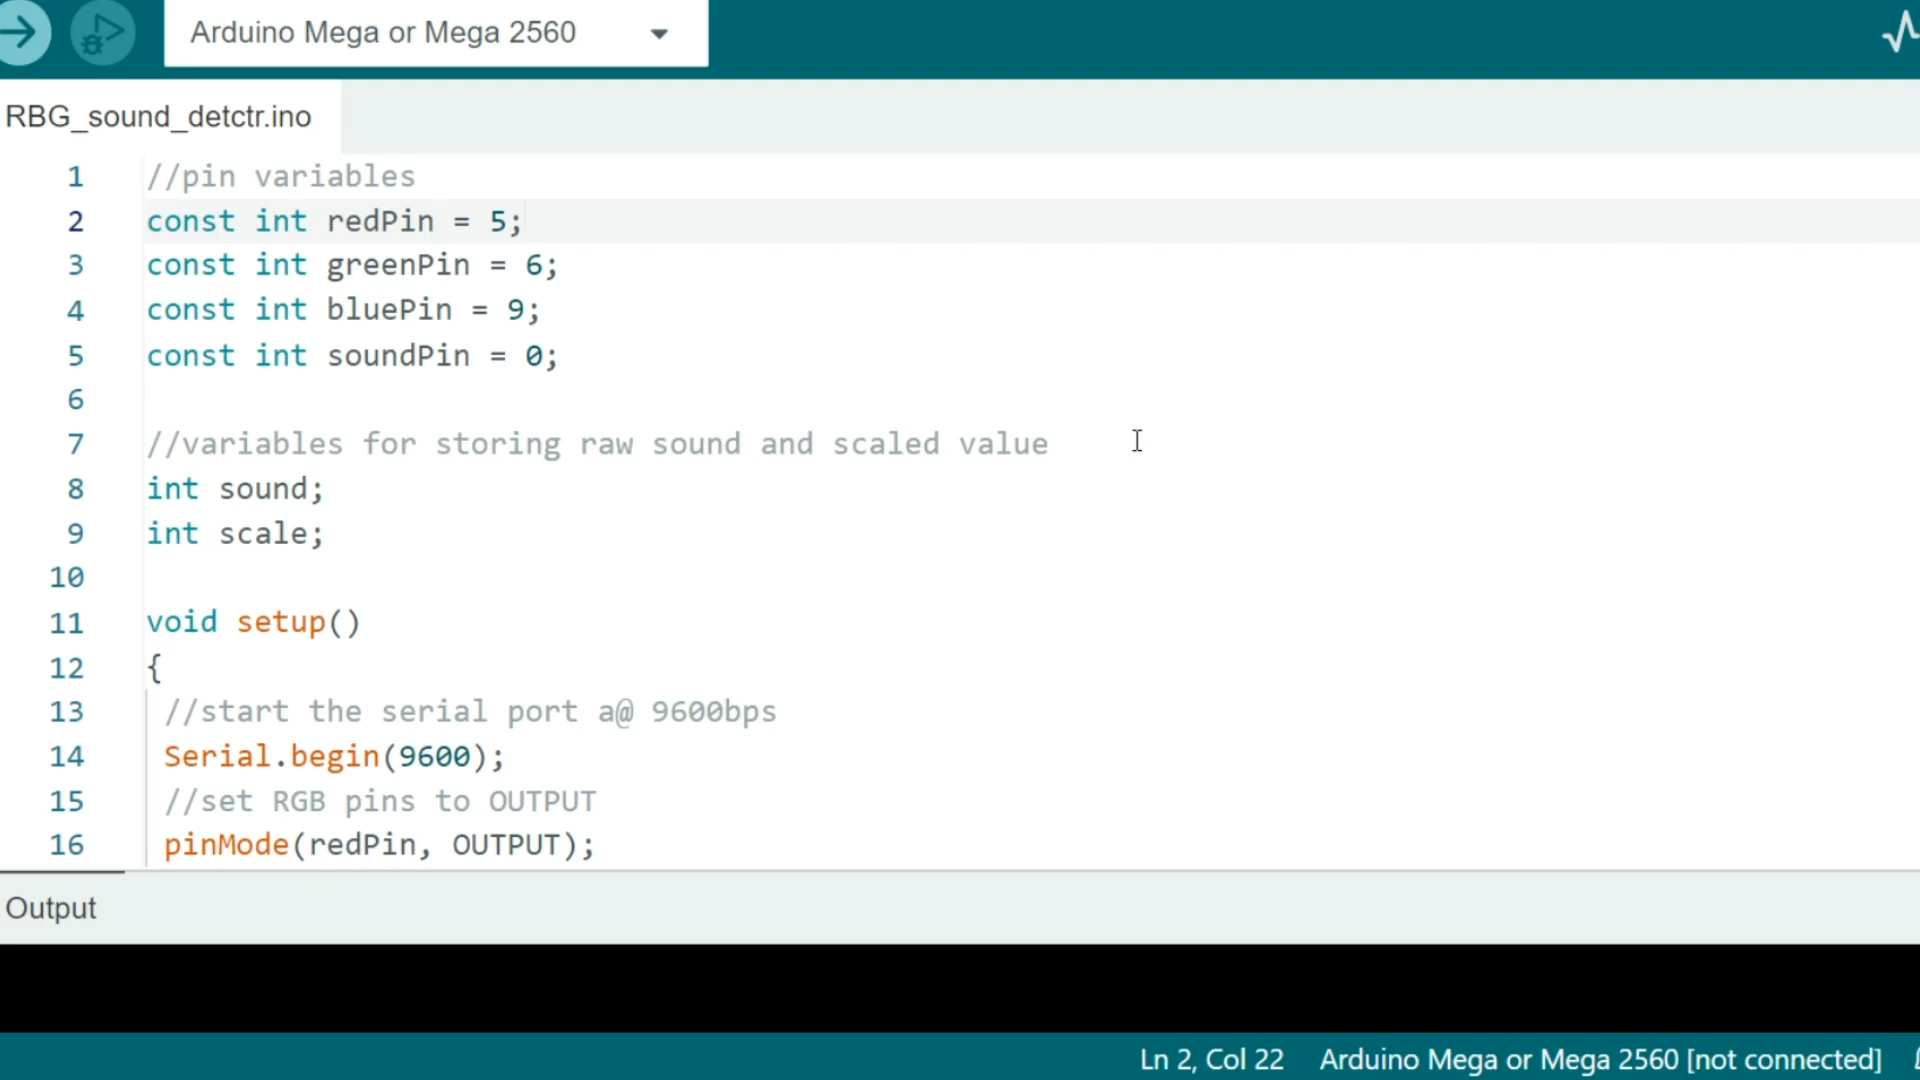 Arduino Mega or Mega 2560
RBG_sound_detctr.ino
1 //pin variables
2 const int redPin = 5;
3 const int greenPin = 6;
4 const int bluePin = 9;
5 const int soundPin = 0;
6
7 //variables for storing raw sound and scaled value
8 int sound;
9 int scale;
10
11 void setup()
12 {
13 //start the serial port a@ 9600bps
14 Serial.begin(9600);
15 //set RGB pins to OUTPUT
16 pinMode(redPin, OUTPUT);
Output
Ln 2, Col 22 Arduino Mega or Mega 2560 [not connected]